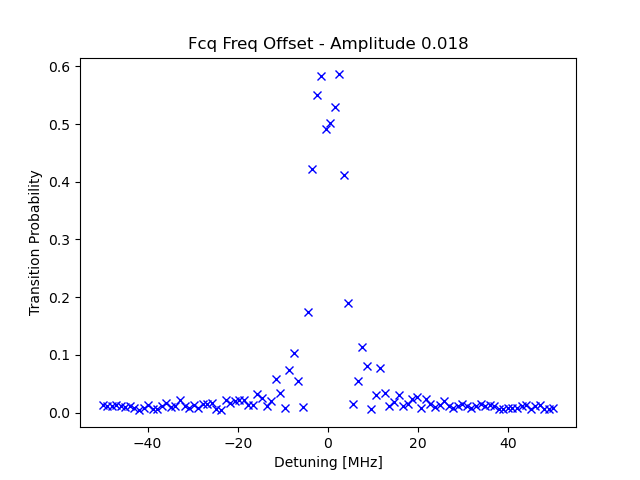 Fcq Freq Offset - Amplitude 0.018
0.6
0.5
0.4
0.3
0.2
0.1
0.0
Transition Probability
−40 −20 0 20 40
Detuning [MHz]